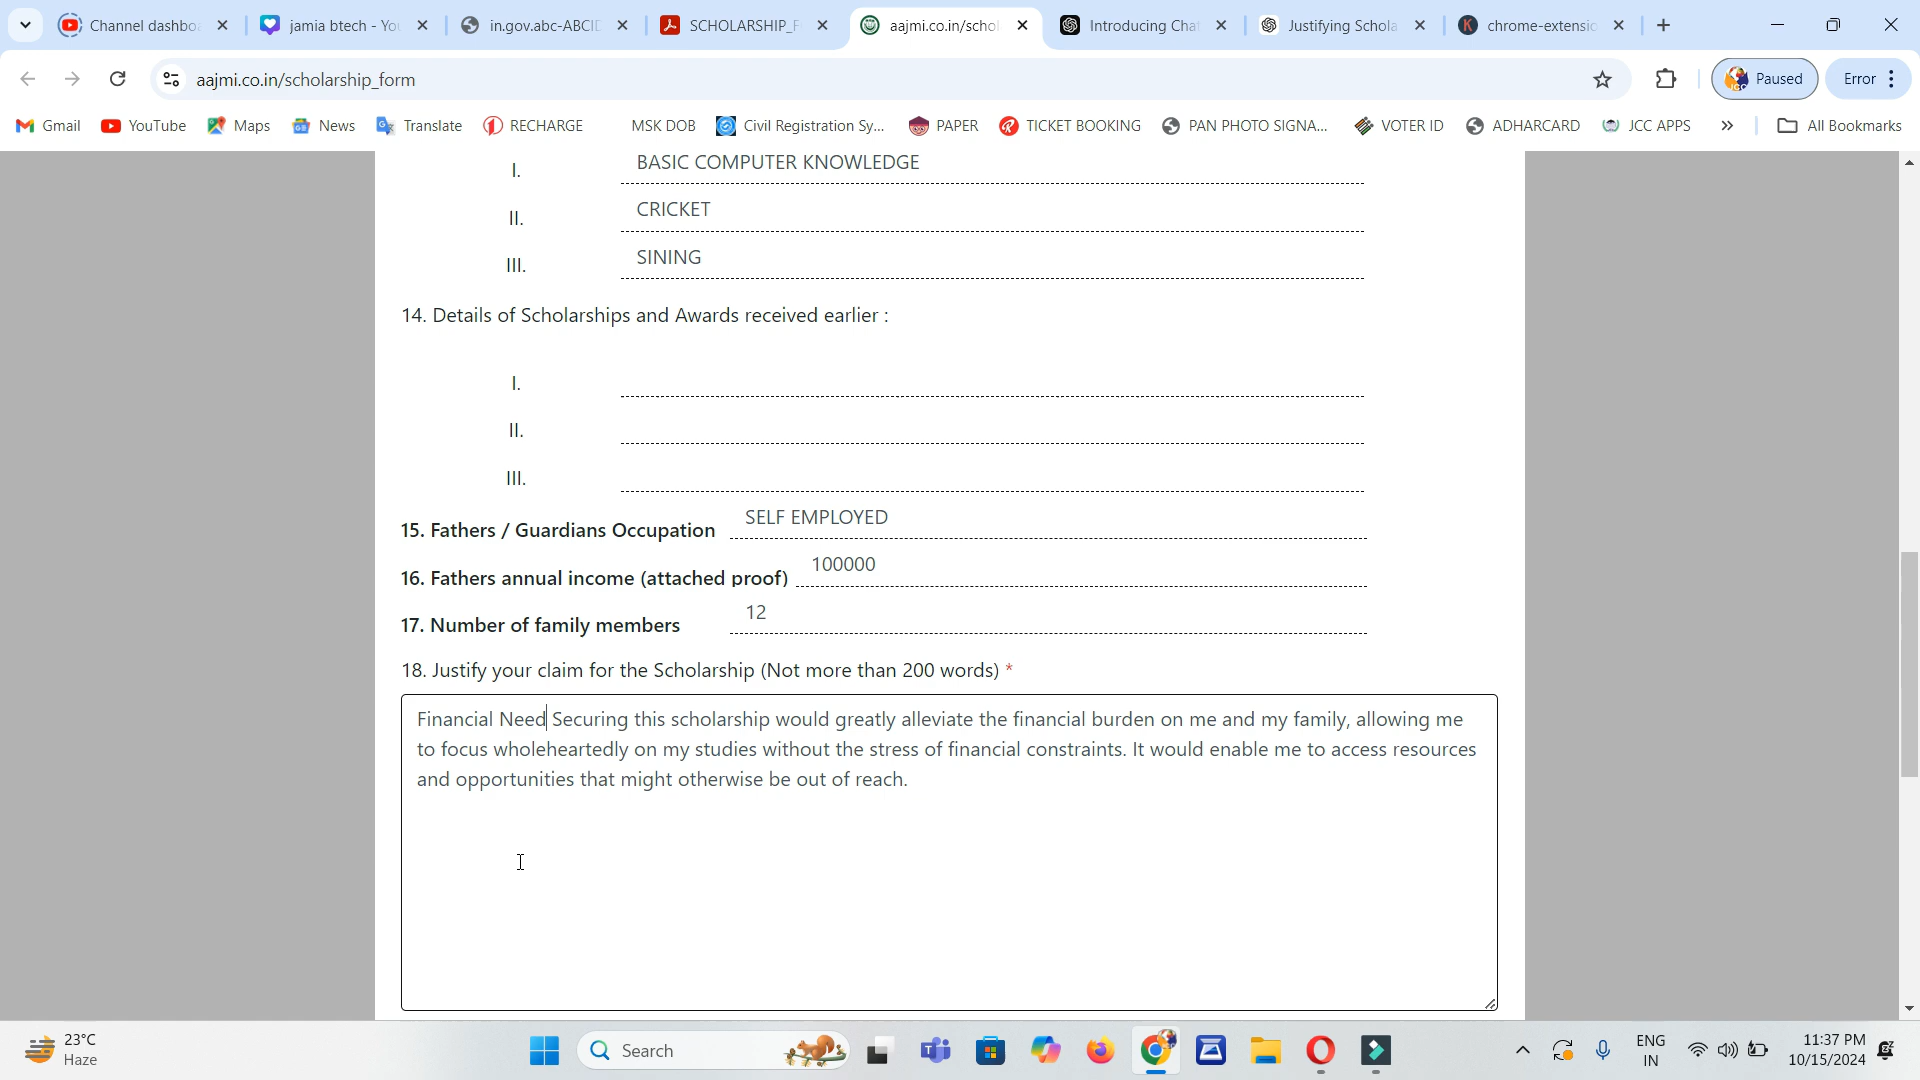 Channel dashbo
jamia btech - Yo
in.gov.abc-ABCID
SCHOLARSHIP_F
aajmi.co.in/schol
Introducing Cha
Justifying Schola
chrome-extensio
aajmi.co.in/scholarship_form
Paused
Error
Gmail
YouTube
Maps
News
Translate
RECHARGE
MSK DOB
Civil Registration Sy...
PAPER
TICKET BOOKING
PAN PHOTO SIGNA...
VOTER ID
ADHARCARD
JCC APPS
»
All Bookmarks
I. BASIC COMPUTER KNOWLEDGE
II. CRICKET
III. SINING
14. Details of Scholarships and Awards received earlier :
I.
II.
III.
15. Fathers / Guardians Occupation SELF EMPLOYED
16. Fathers annual income (attached proof) 100000
17. Number of family members 12
18. Justify your claim for the Scholarship (Not more than 200 words) *
Financial Need Securing this scholarship would greatly alleviate the financial burden on me and my family, allowing me
to focus wholeheartedly on my studies without the stress of financial constraints. It would enable me to access resources
and opportunities that might otherwise be out of reach.
23°C
Haze
Search
ENG
IN
11:37 PM
10/15/2024